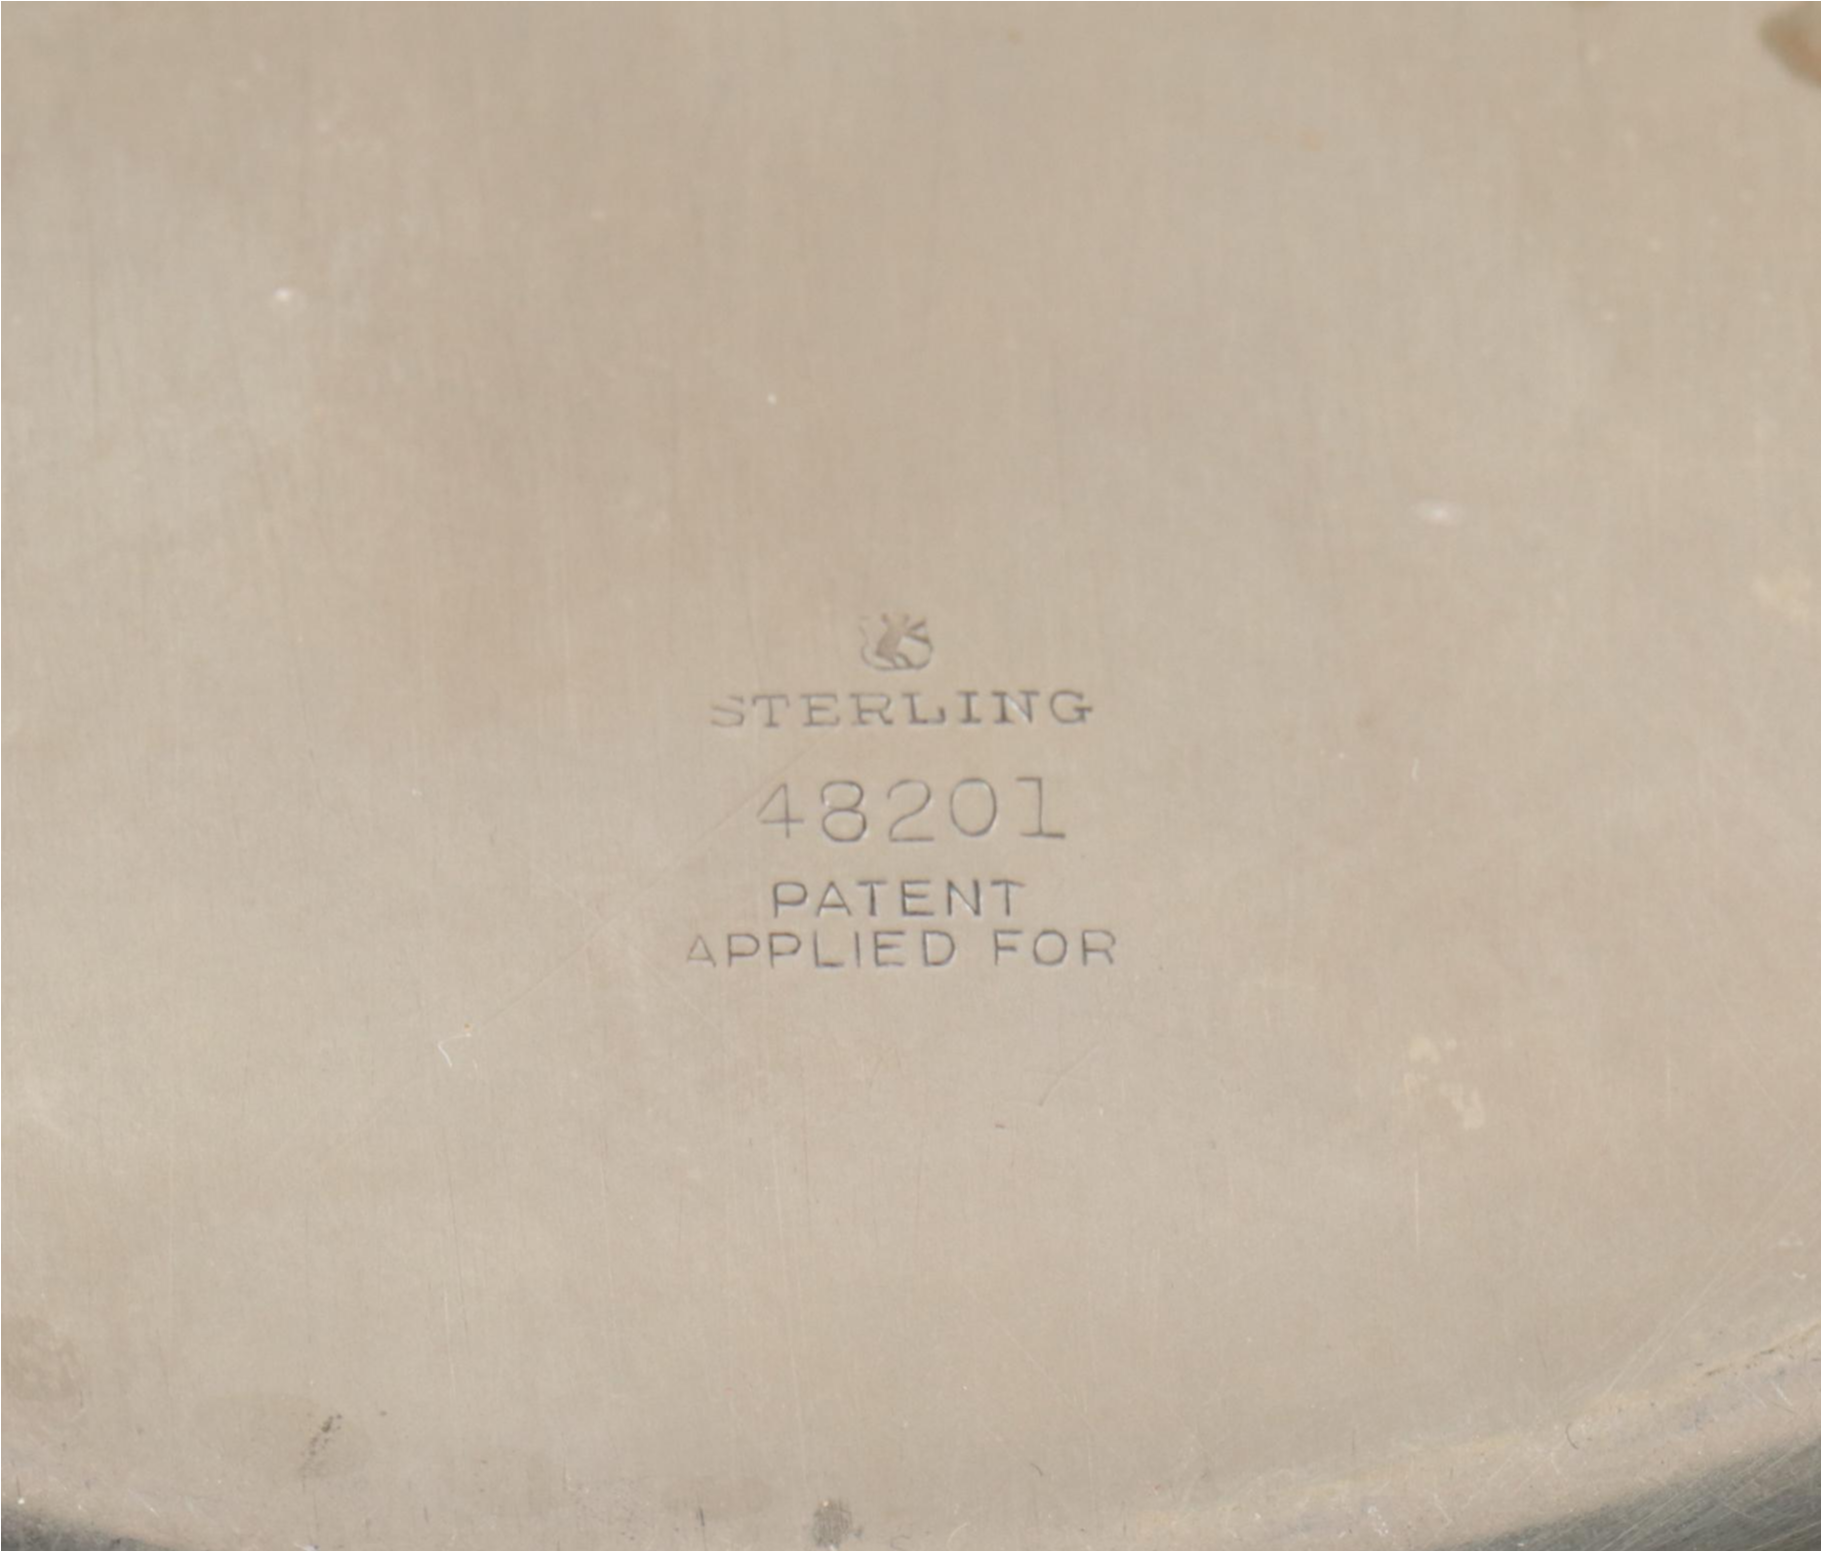 STERLING
48201
PATENT
APPLIED FOR